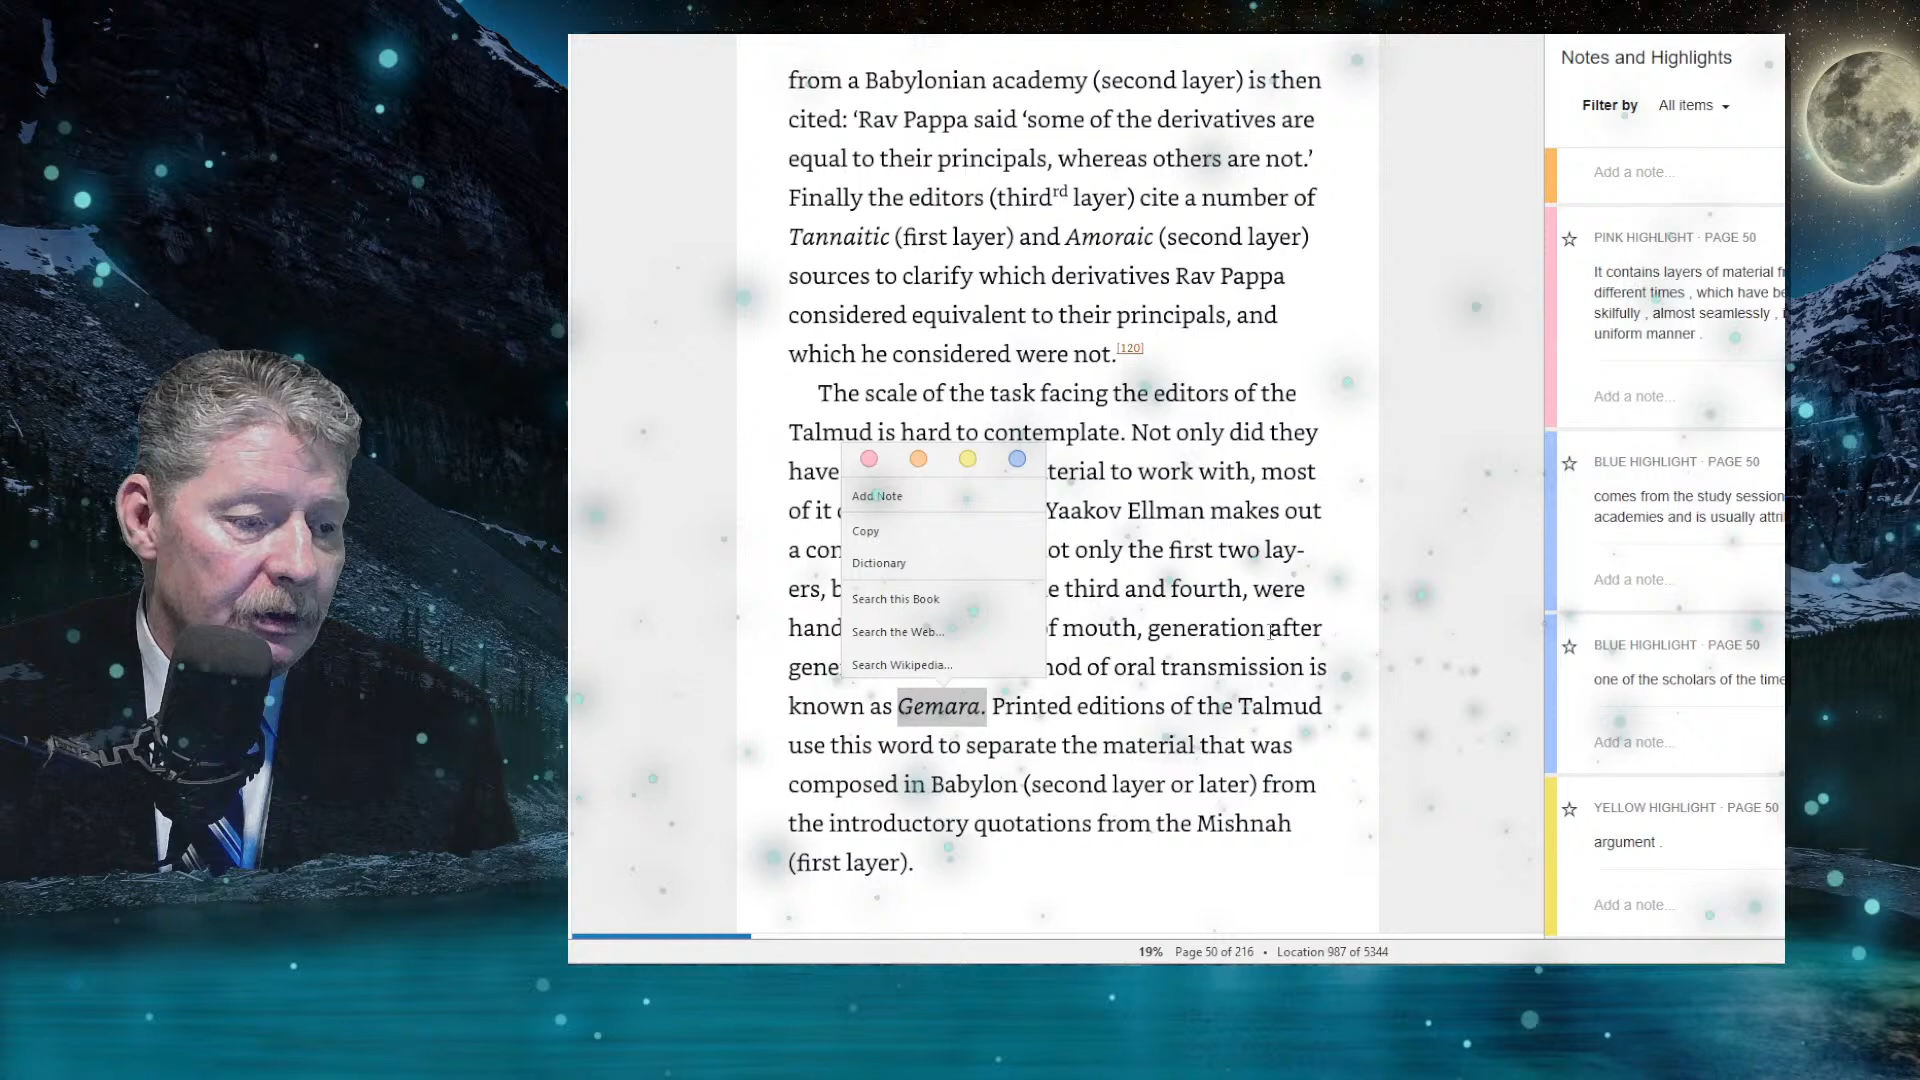 from a Babylonian academy (second layer) is then
cited: ‘Rav Pappa said ‘some of the derivatives are
equal to their principals, whereas others are not.’
Finally the editors (thirdrd layer) cite a number of
Tannaitic (first layer) and Amoraic (second layer)
sources to clarify which derivatives Rav Pappa
considered equivalent to their principals, and
which he considered were not.[120]
The scale of the task facing the editors of the
Talmud is hard to contemplate. Not only did they
have terial to work with, most
of it Yaakov Ellman makes out
a con ot only the first two lay-
ers, b e third and fourth, were
hand f mouth, generation after
gene hod of oral transmission is
known as Gemara. Printed editions of the Talmud
use this word to separate the material that was
composed in Babylon (second layer or later) from
the introductory quotations from the Mishnah
(first layer).
Add Note
Copy
Dictionary
Search this Book
Search the Web...
Search Wikipedia...
19% Page 50 of 216 • Location 987 of 5344
Notes and Highlights
Filter by All items
Add a note...
PINK HIGHLIGHT · PAGE 50
It contains layers of material f
different times , which have be
skilfully , almost seamlessly ,
uniform manner .
Add a note...
BLUE HIGHLIGHT · PAGE 50
comes from the study session
academies and is usually attri
Add a note...
BLUE HIGHLIGHT · PAGE 50
one of the scholars of the time
Add a note...
YELLOW HIGHLIGHT · PAGE 50
argument .
Add a note...